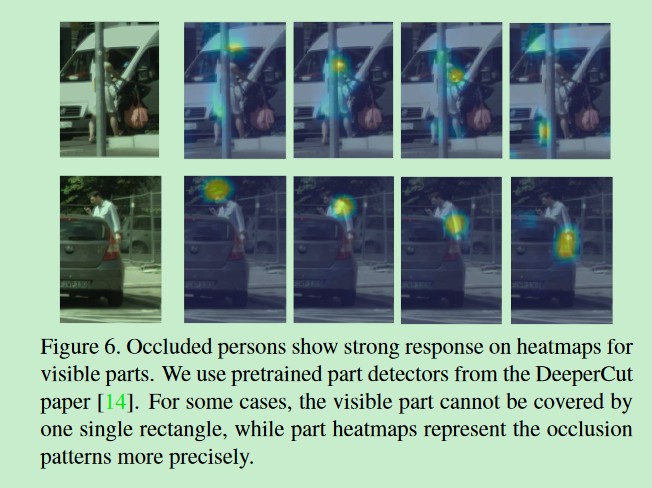 Figure 6. Occluded persons show strong response on heatmaps for
visible parts. We use pretrained part detectors from the DeeperCut
paper [14]. For some cases, the visible part cannot be covered by
one single rectangle, while part heatmaps represent the occlusion
patterns more precisely.